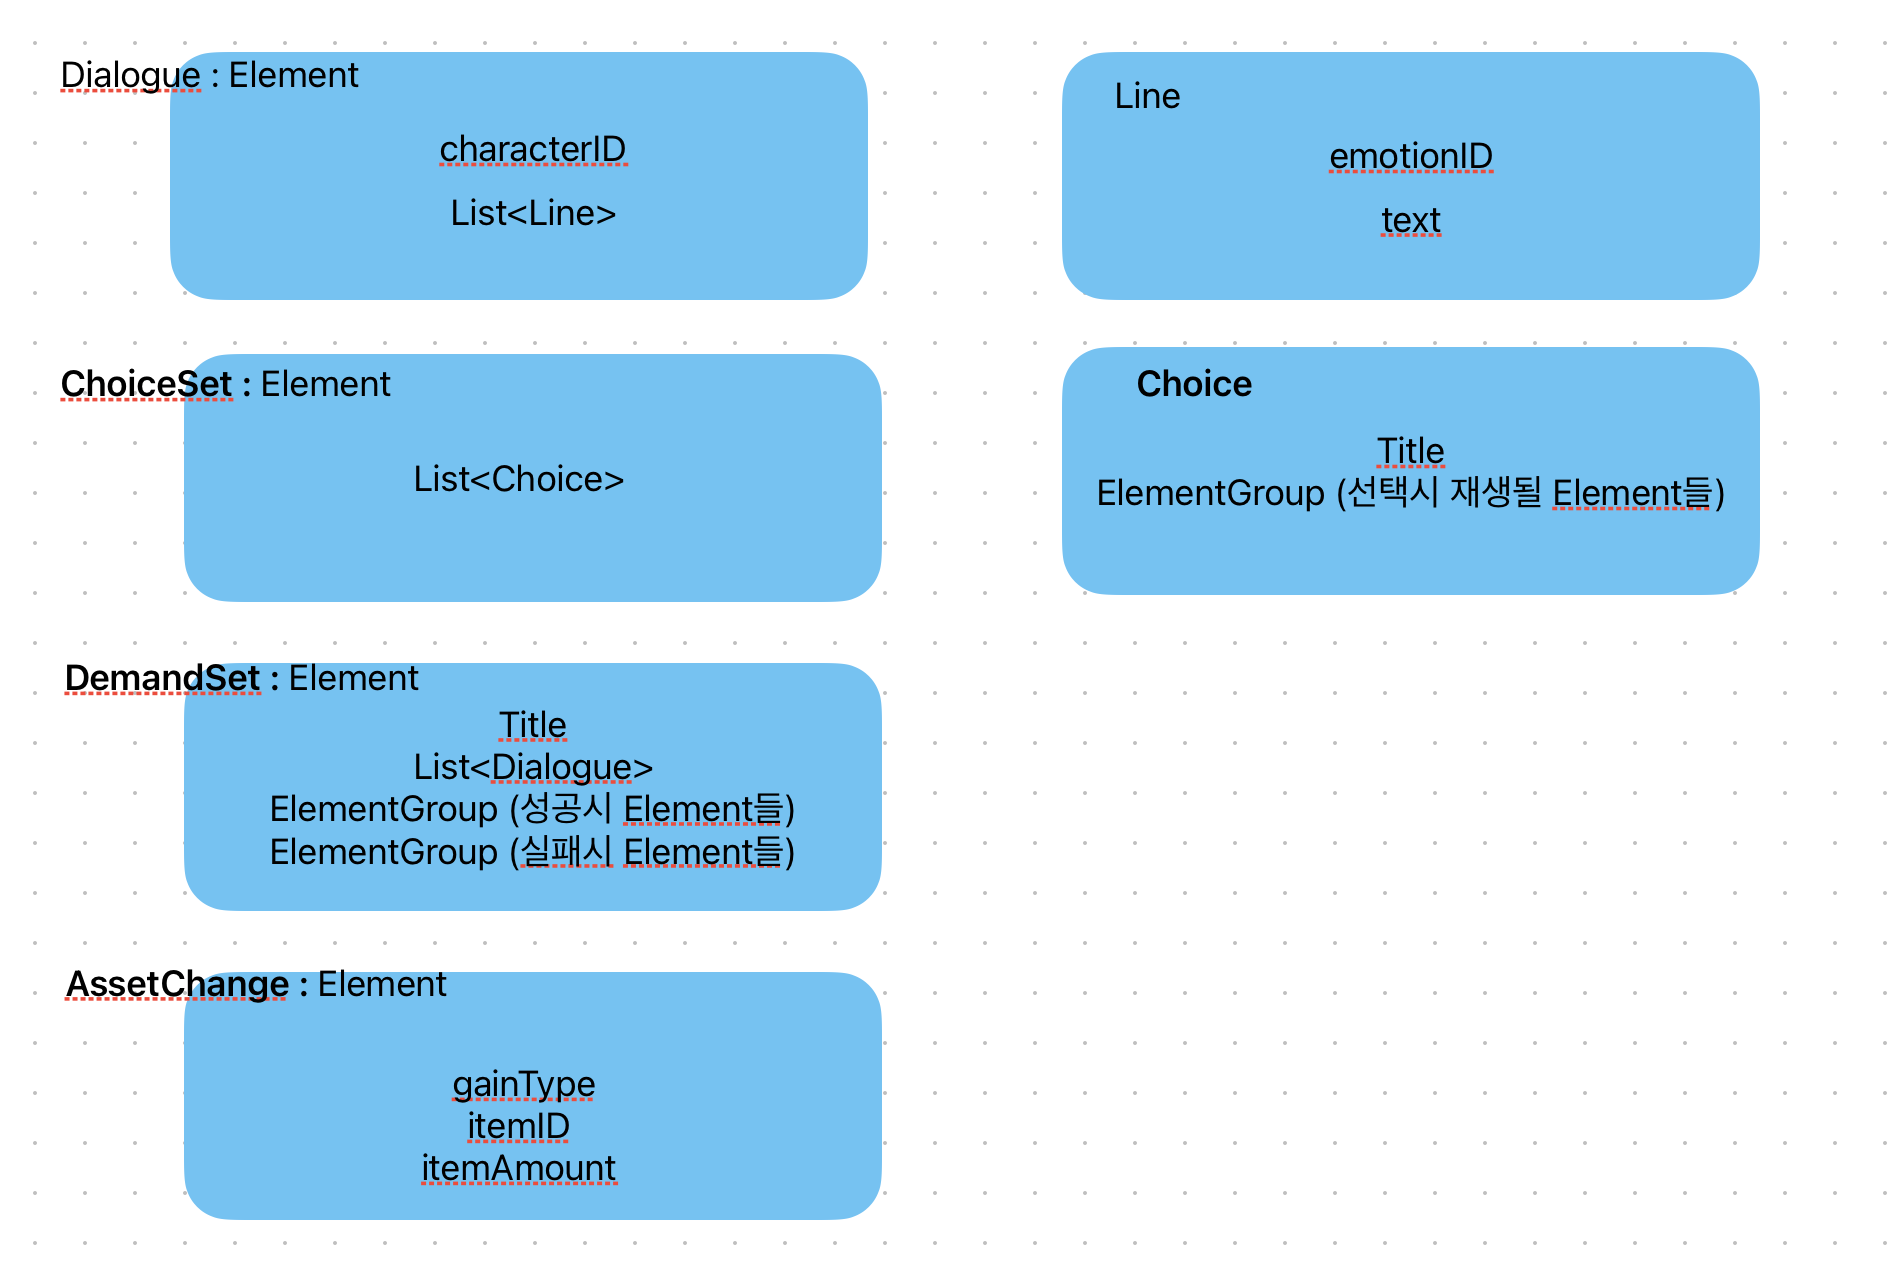 Dialogue : Element
characterID
List<Line>
Line
emotionID
text
ChoiceSet : Element
List<Choice>
Choice
Title
ElementGroup (선택시 재생될 Element들)
DemandSet : Element
Title
List<Dialogue>
ElementGroup (성공시 Element들)
ElementGroup (실패시 Element들)
AssetChange : Element
gainType
itemID
itemAmount